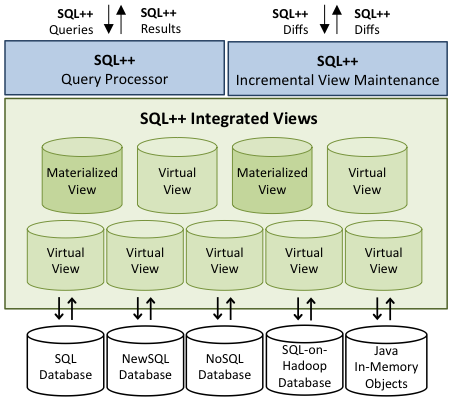 SQL++
Queries
SQL++
Results
SQL++
Diffs
SQL++
Diffs
SQL++
Query Processor
SQL++
Incremental View Maintenance
SQL++ Integrated Views
Materialized
View
Virtual
View
Materialized
View
Virtual
View
Virtual
View
Virtual
View
Virtual
View
Virtual
View
Virtual
View
SQL
Database
NewSQL
Database
NoSQL
Database
SQL-on-
Hadoop
Database
Java
In-Memory
Objects